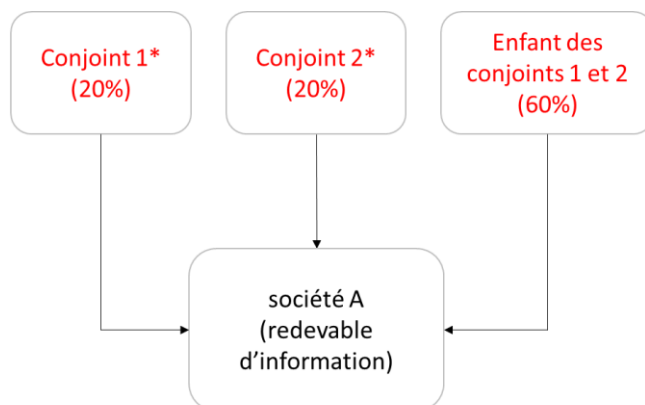 Conjoint 1*
(20%)
Conjoint 2*
(20%)
Enfant des
conjoints 1 et 2
(60%)
société A
(redevable
d’information)